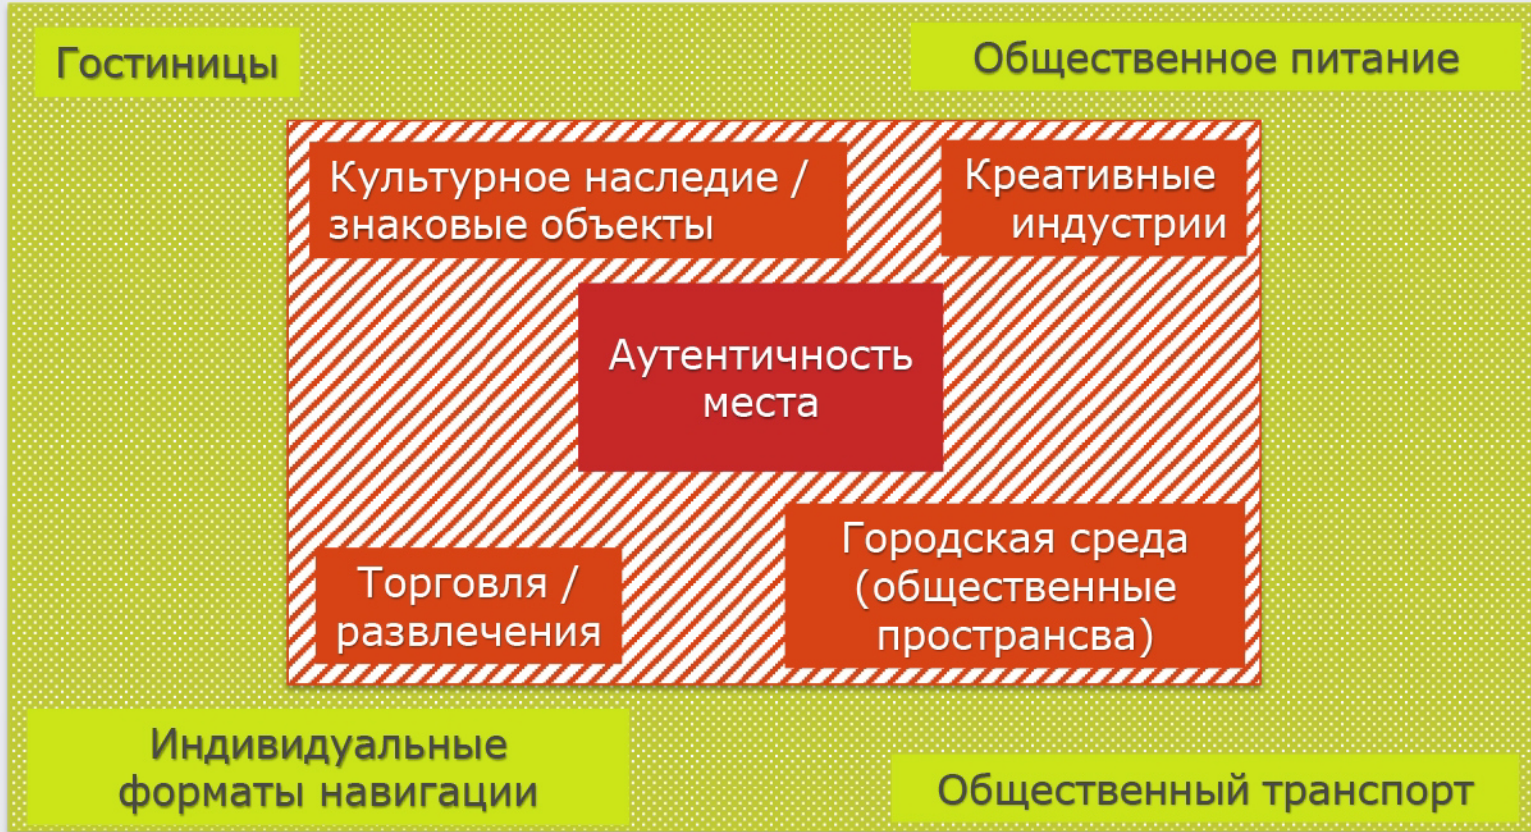 Гостиницы
Общественное питание
Культурное наследие /
знаковые объекты
Креативные
индустрии
Аутентичность
места
Торговля /
развлечения
Городская среда
(общественные
пространсва)
Индивидуальные
форматы навигации
Общественный транспорт